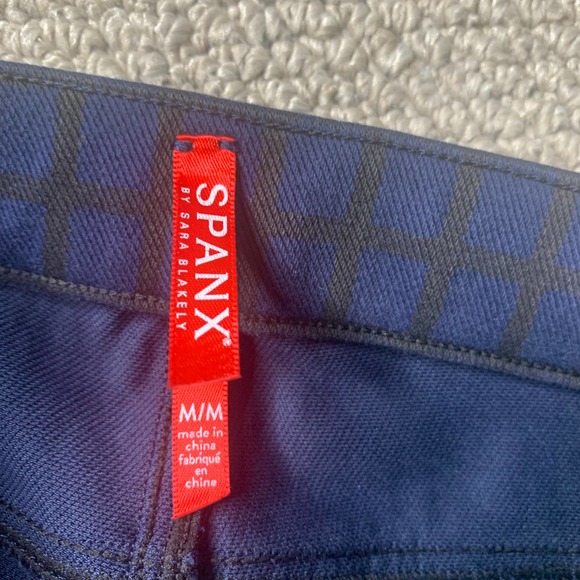 SPANX®
BY SARA BLAKELY
M/M
made in
china
fabriqué
en
chine